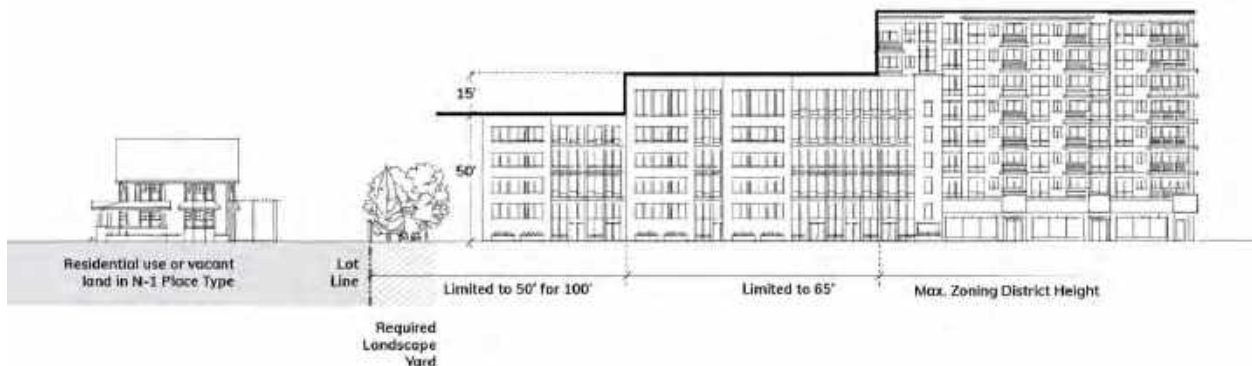 15'
50'
Residential use or vacant
land in N-1 Place Type
Lot
Line
Limited to 50' for 100'
Limited to 65'
Max. Zoning District Height
Required
Landscape
Yard